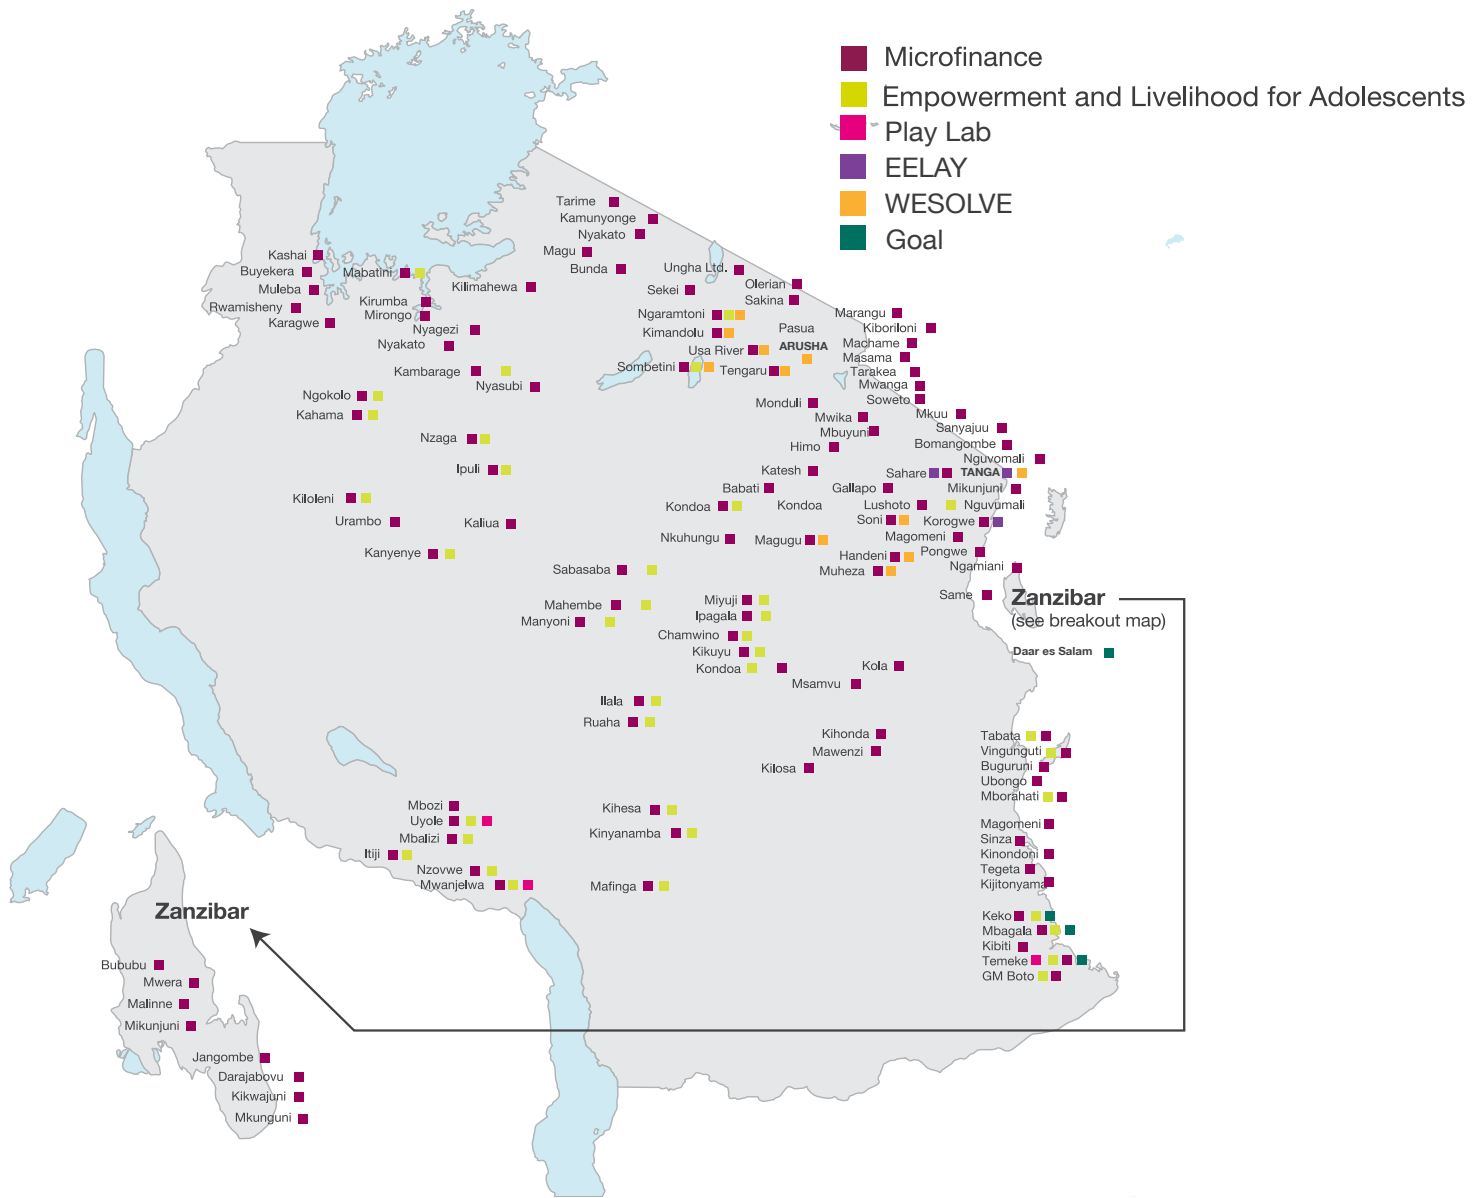 Microfinance
Empowerment and Livelihood for Adolescents
Play Lab
EELAY
WESOLVE
Goal
Tarime
Kamunyonge
Nyakato
Magu
Bunda
Kashai
Buyekera
Muleba
Rwamisheny
Karagwe
Mabatini
Kirumba
Mirongo
Kilimahewa
Nyagezi
Nyakato
Kambarage
Nyasubi
Ungha Ltd.
Sekei
Olerian
Sakina
Ngaramtoni
Kimandolu
Pasua
ARUSHA
Usa River
Sombetini
Tengaru
Marangu
Kiboriloni
Machame
Masama
Tarakea
Mwanga
Soweto
Mkuu
Sanyajuu
Bomangombe
Nguvomali
Monduli
Mwika
Mbuyuni
Himo
Ngokolo
Kahama
Nzaga
Ipuli
Kiloleni
Urambo
Kaliua
Kanyenye
Katesh
Babati
Kondoa
Kondoa
Gallapo
Sahare
TANGA
Mikunjuni
Lushoto
Nguvumali
Soni
Korogwe
Magomeni
Nkuhungu
Magugu
Handeni
Pongwe
Muheza
Ngamiani
Same
Sabasaba
Mahembe
Manyoni
Miyuji
Ipagala
Chamwino
Kikuyu
Kondoa
Kola
Msamvu
Zanzibar
(see breakout map)
Daar es Salam
Ilala
Ruaha
Kihonda
Mawenzi
Kilosa
Tabata
Vingunguti
Buguruni
Ubongo
Mborahati
Magomeni
Sinza
Kinondoni
Tegeta
Kijitonyama
Keko
Mbagala
Kibiti
Temeke
GM Boto
Mbozi
Uyole
Mbalizi
Itiji
Nzovwe
Mwanjelwa
Kihesa
Kinyanamba
Mafinga
Zanzibar
Bububu
Mwera
Malinne
Mikunjuni
Jangombe
Darajabovu
Kikwajuni
Mkunguni